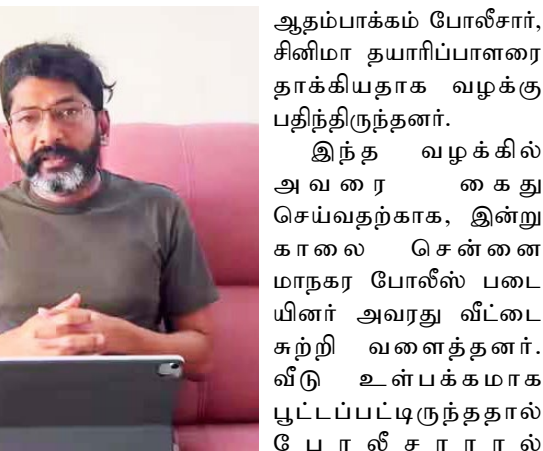 ஆதம்பாக்கம் போலீசார்,
சினிமா தயாரிப்பாளரை
தாக்கியதாக வழக்கு
பதிந்திருந்தனர்.
இந்த வழக்கில்
அவரை கைது
செய்வதற்காக, இன்று
காலை சென்னை
மாநகர போலீஸ் படை
யினர் அவரது வீட்டை
சுற்றி வளைத்தனர்.
வீடு உள்பக்கமாக
பூட்டப்பட்டிருந்ததால்
போலீசாரால்